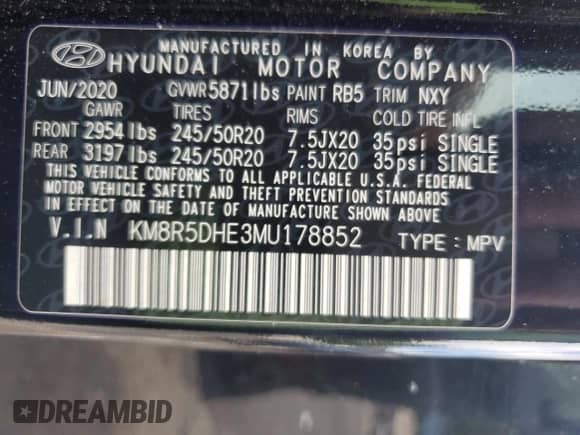 MANUFACTURED IN KOREA BY
HYUNDAI MOTOR COMPANY
JUN/2020 GVWR 5871 lbs PAINT RB5 TRIM NXY
GAWR TIRES RIMS COLD TIRE INFL
FRONT 2954 lbs 245/50R20 7.5JX20 35psi SINGLE
REAR 3197 lbs 245/50R20 7.5JX20 35psi SINGLE
THIS VEHICLE CONFORMS TO ALL APPLICABLE U.S.A. FEDERAL
MOTOR VEHICLE SAFETY AND THEFT PREVENTION STANDARDS
IN EFFECT ON THE DATE OF MANUFACTURE SHOWN ABOVE.
V.I.N KM8R5DHE3MU178852 TYPE : MPV
DREAMBID